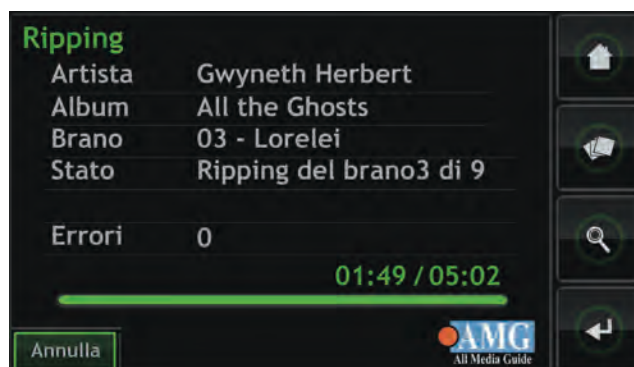 Ripping
Artista Gwyneth Herbert
Album All the Ghosts
Brano 03 - Lorelei
Stato Ripping del brano3 di 9
Errori 0
01:49 / 05:02
Annulla
AMG
All Media Guide